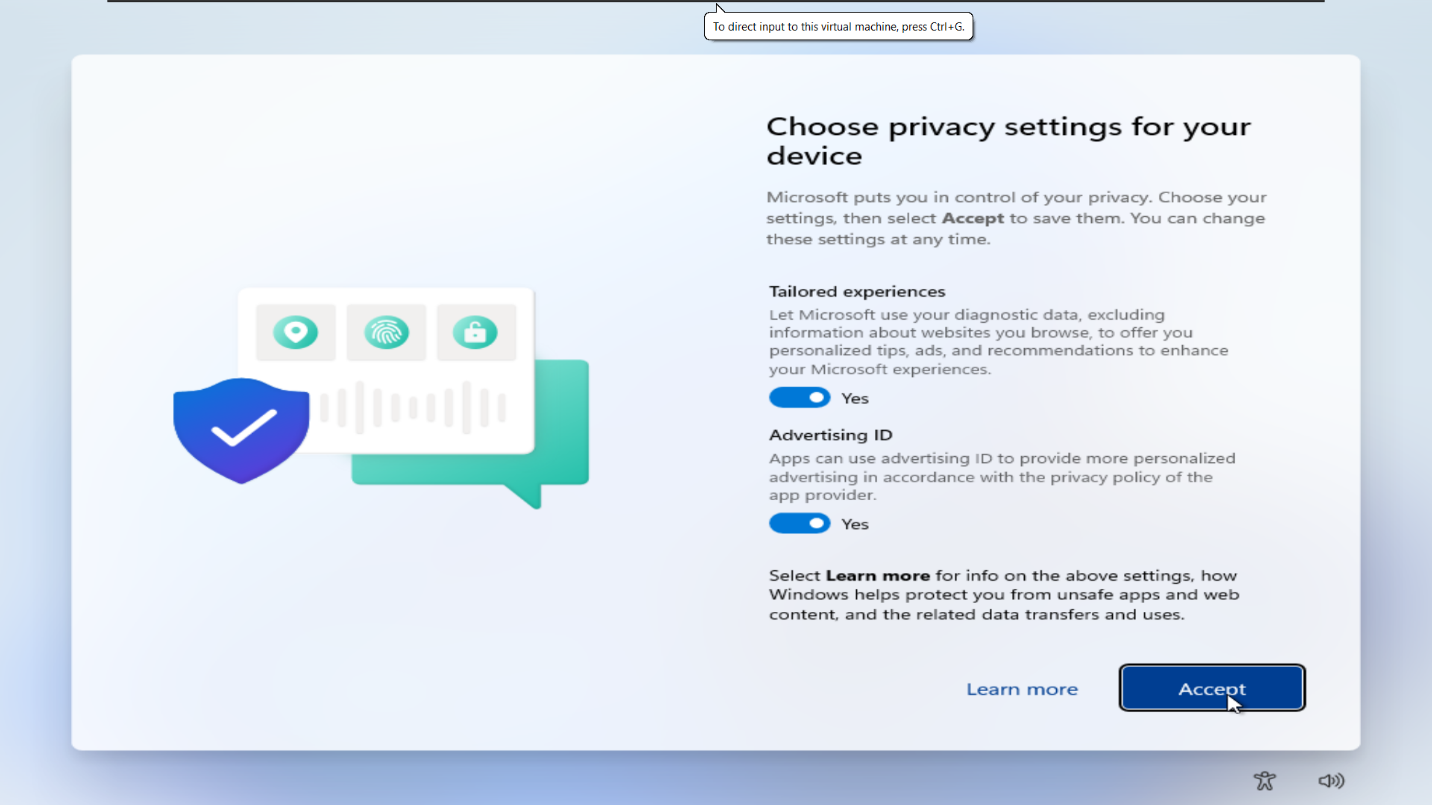 To direct input to this virtual machine, press Ctrl+G.
Choose privacy settings for your
device
Microsoft puts you in control of your privacy. Choose your
settings, then select Accept to save them. You can change
these settings at any time.
Tailored experiences
Let Microsoft use your diagnostic data, excluding
information about websites you browse, to offer you
personalized tips, ads, and recommendations to enhance
your Microsoft experiences.
Yes
Advertising ID
Apps can use advertising ID to provide more personalized
advertising in accordance with the privacy policy of the
app provider.
Yes
Select Learn more for info on the above settings, how
Windows helps protect you from unsafe apps and web
content, and the related data transfers and uses.
Learn more
Accept